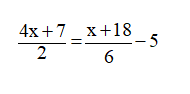 (4x+7)/2 = (x+18)/6 − 5